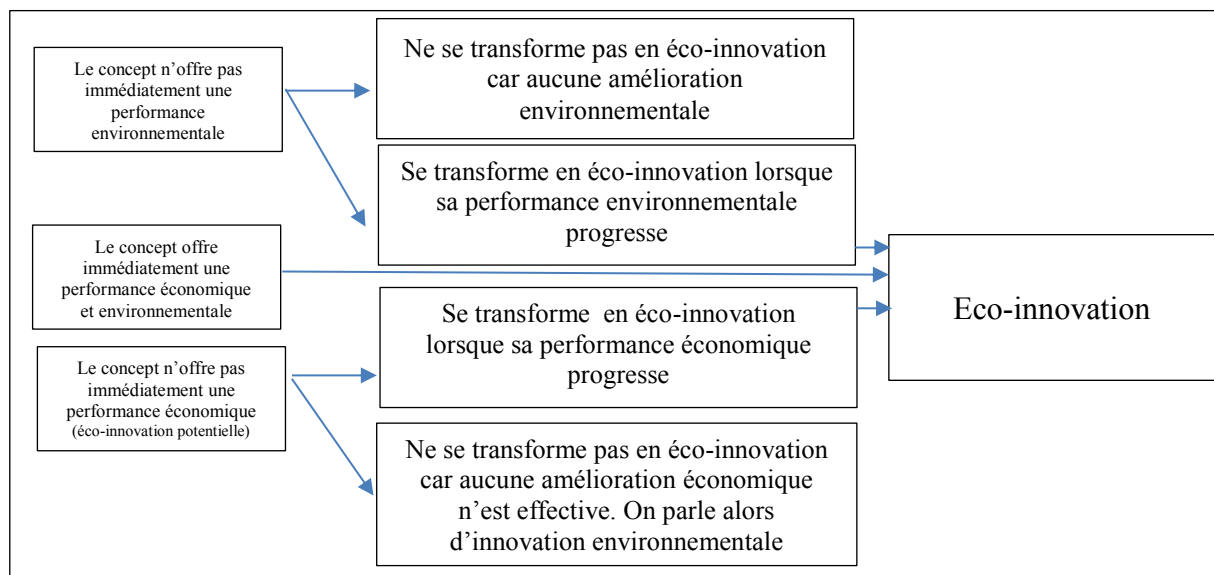 Le concept n’offre pas
immédiatement une
performance
environnementale
Ne se transforme pas en éco-innovation
car aucune amélioration
environnementale
Se transforme en éco-innovation lorsque
sa performance environnementale
progresse
Le concept offre
immédiatement une
performance économique
et environnementale
Se transforme  en éco-innovation
lorsque sa performance économique
progresse
Eco-innovation
Le concept n’offre pas
immédiatement une
performance économique
(éco-innovation potentielle)
Ne se transforme pas en éco-innovation
car aucune amélioration économique
n’est effective. On parle alors
d’innovation environnementale